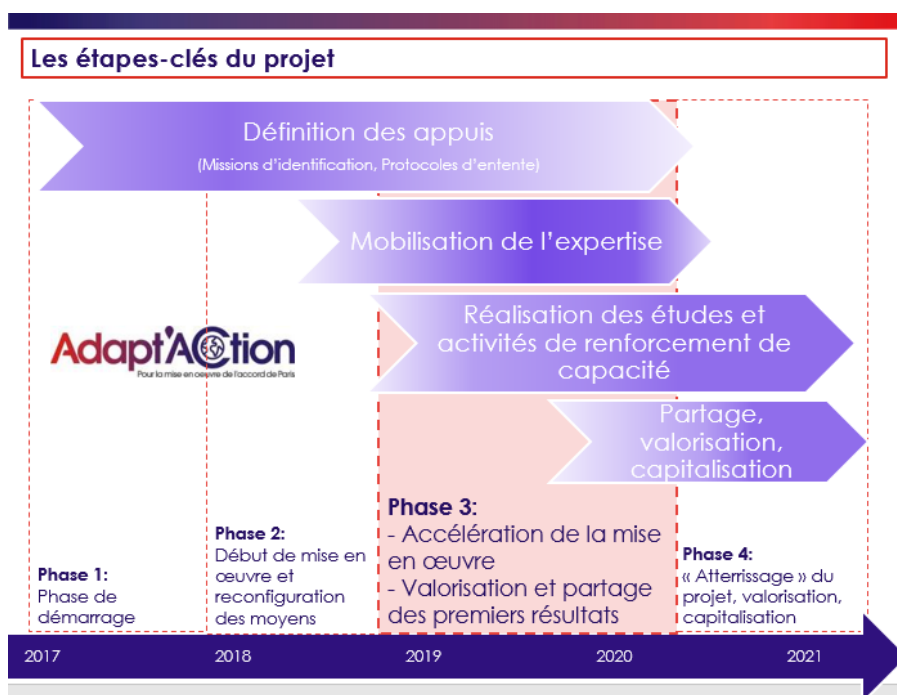 Les étapes-clés du projet
Définition des appuis
(Missions d'identification, Protocoles d'entente)
Mobilisation de l'expertise
Réalisation des études et
activités de renforcement de
capacité
Adapt'ACtion
Pour la mise en oeuvre de l'accord de Paris
Partage,
valorisation,
capitalisation
Phase 1:
Phase de
démarrage
Phase 2:
Début de mise en
œuvre et
reconfiguration
des moyens
Phase 3:
- Accélération de la mise
en œuvre
- Valorisation et partage
des premiers résultats
Phase 4:
« Atterrissage » du
projet, valorisation,
capitalisation
2017 2018 2019 2020 2021